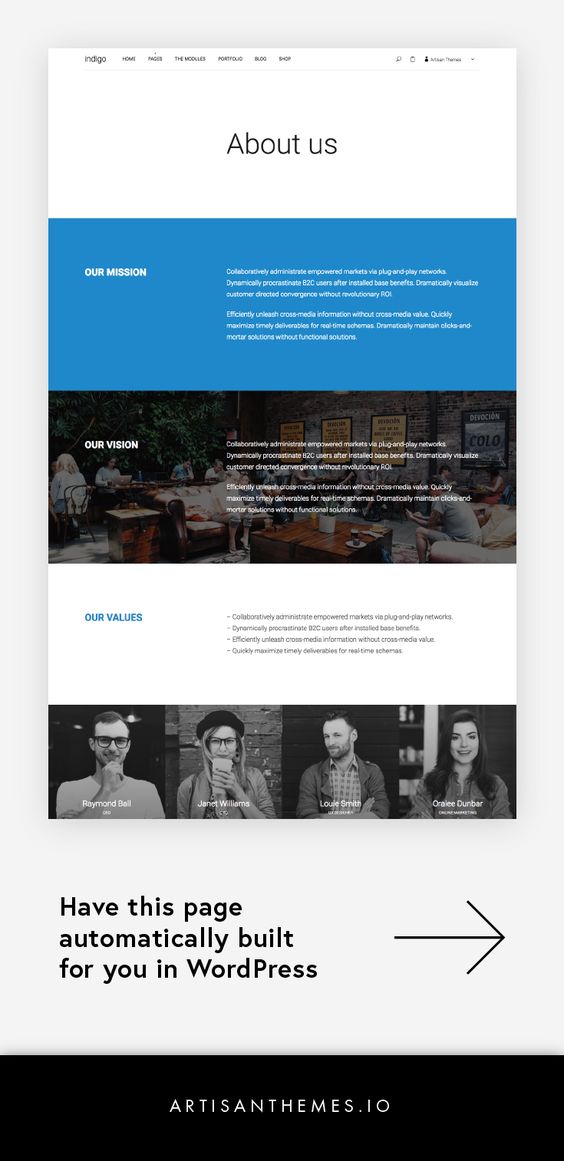 indigo HOME PAGES THE MODULES PORTFOLIO BLOG SHOP Artisan Themes
About us
OUR MISSION
Collaboratively administrate empowered markets via plug-and-play networks.
Dynamically procrastinate B2C users after installed base benefits. Dramatically visualize
customer directed convergence without revolutionary ROI.
Efficiently unleash cross-media information without cross-media value. Quickly
maximize timely deliverables for real-time schemas. Dramatically maintain clicks-and-
mortar solutions without functional solutions.
DEVOCIÓN
COLO
OUR VISION
Collaboratively administrate empowered markets via plug-and-play networks.
Dynamically procrastinate B2C users after installed base benefits. Dramatically visualize
customer directed convergence without revolutionary ROI.
Efficiently unleash cross-media information without cross-media value. Quickly
maximize timely deliverables for real-time schemas. Dramatically maintain clicks-and-
mortar solutions without functional solutions.
OUR VALUES
– Collaboratively administrate empowered markets via plug-and-play networks.
– Dynamically procrastinate B2C users after installed base benefits.
– Efficiently unleash cross-media information without cross-media value.
– Quickly maximize timely deliverables for real-time schemas.
Raymond Ball
CEO
Janet Williams
CTO
Louie Smith
UX DESIGNER
Oralee Dunbar
ONLINE MARKETING
Have this page
automatically built
for you in WordPress
ARTISANTHEMES.IO